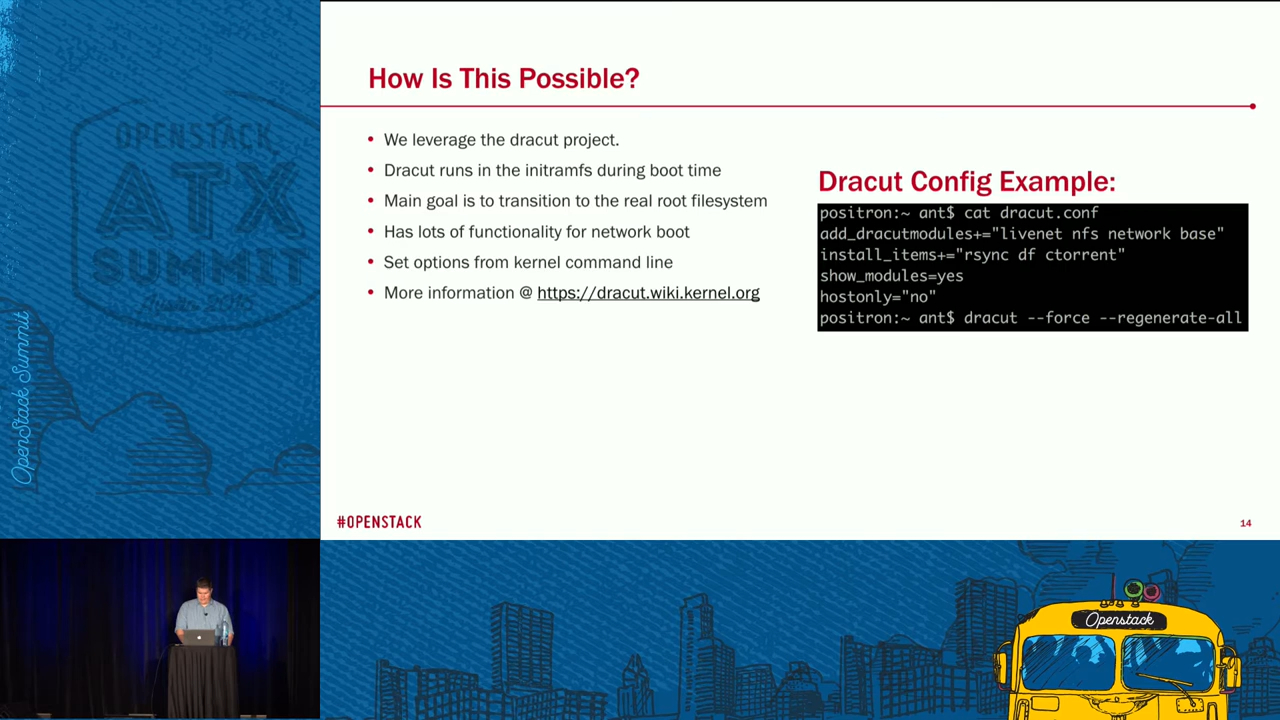 OPENSTACK
ATX
SUMMIT
OpenStack Summit
How Is This Possible?
• We leverage the dracut project.
• Dracut runs in the initramfs during boot time
• Main goal is to transition to the real root filesystem
• Has lots of functionality for network boot
• Set options from kernel command line
• More information @ https://dracut.wiki.kernel.org
Dracut Config Example:
positron:~ ant$ cat dracut.conf
add_dracutmodules+="livenet nfs network base"
install_items+="rsync df ctorrent"
show_modules=yes
hostonly="no"
positron:~ ant$ dracut --force --regenerate-all
#OPENSTACK
14
Openstack